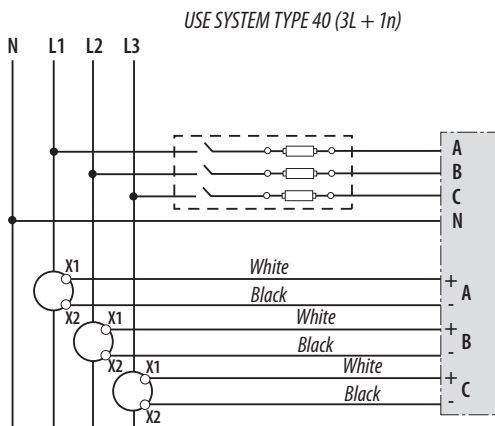 USE SYSTEM TYPE 40 (3L + 1n)
N L1 L2 L3
A
B
C
N
X1 White +
A
Black -
X2 X1 White +
B
Black -
X2 X1 White +
C
Black -
X2